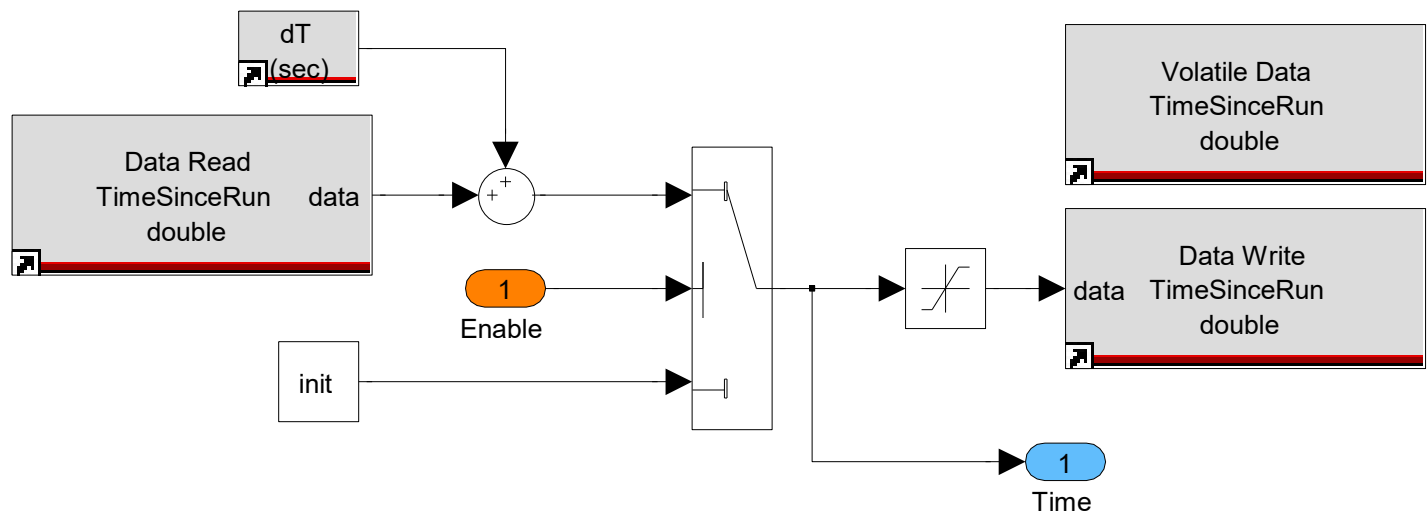 dT
(sec)
Data Read
TimeSinceRun
double
data
+
+
1
Enable
init
Volatile Data
TimeSinceRun
double
data
Data Write
TimeSinceRun
double
1
Time